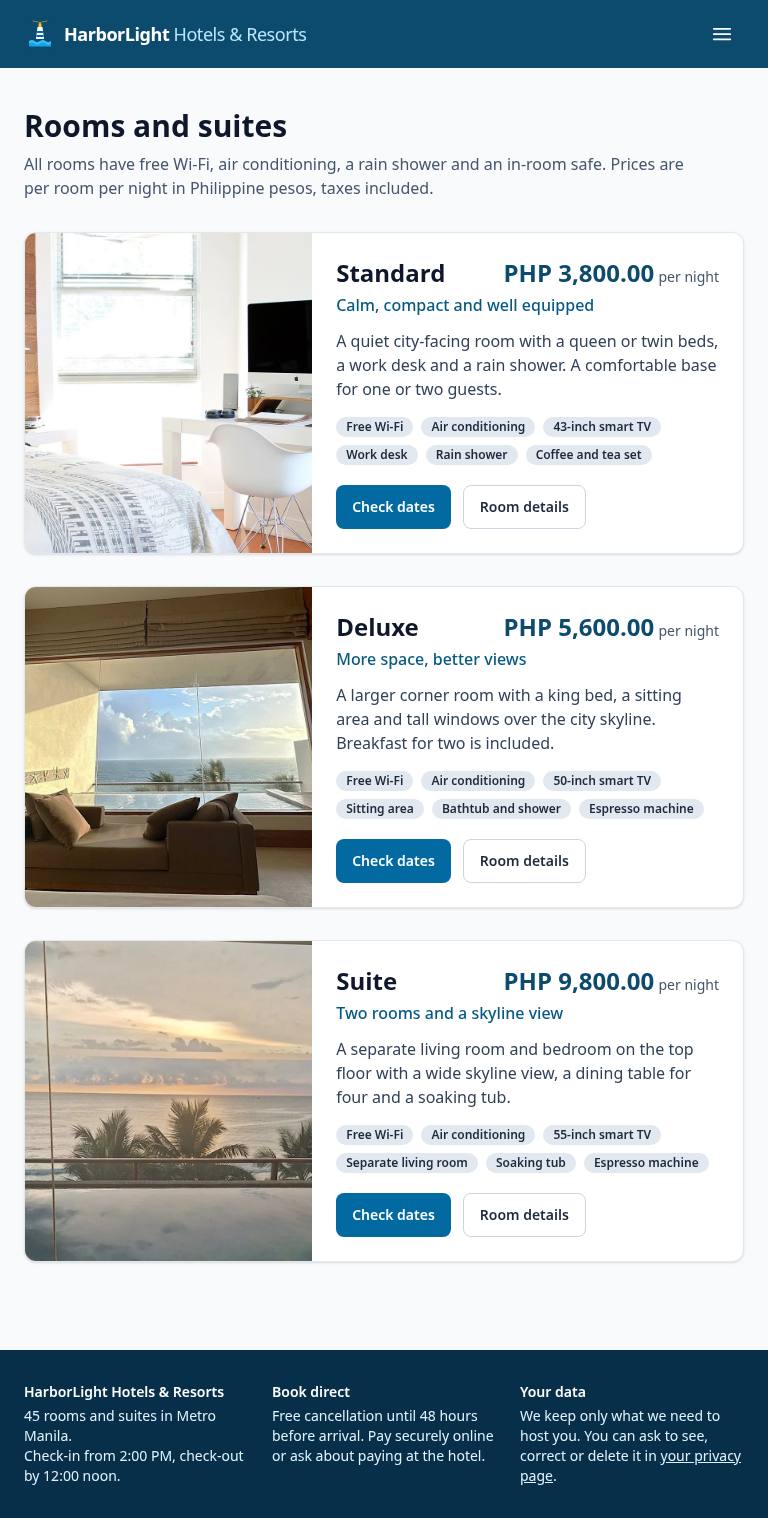 HarborLight Hotels & Resorts
Rooms and suites
All rooms have free Wi-Fi, air conditioning, a rain shower and an in-room safe. Prices are
per room per night in Philippine pesos, taxes included.
Standard PHP 3,800.00 per night
Calm, compact and well equipped
A quiet city-facing room with a queen or twin beds,
a work desk and a rain shower. A comfortable base
for one or two guests.
Free Wi-Fi Air conditioning 43-inch smart TV
Work desk Rain shower Coffee and tea set
Check dates Room details
Deluxe PHP 5,600.00 per night
More space, better views
A larger corner room with a king bed, a sitting
area and tall windows over the city skyline.
Breakfast for two is included.
Free Wi-Fi Air conditioning 50-inch smart TV
Sitting area Bathtub and shower Espresso machine
Check dates Room details
Suite PHP 9,800.00 per night
Two rooms and a skyline view
A separate living room and bedroom on the top
floor with a wide skyline view, a dining table for
four and a soaking tub.
Free Wi-Fi Air conditioning 55-inch smart TV
Separate living room Soaking tub Espresso machine
Check dates Room details
HarborLight Hotels & Resorts
45 rooms and suites in Metro
Manila.
Check-in from 2:00 PM, check-out
by 12:00 noon.
Book direct
Free cancellation until 48 hours
before arrival. Pay securely online
or ask about paying at the hotel.
Your data
We keep only what we need to
host you. You can ask to see,
correct or delete it in your privacy
page.